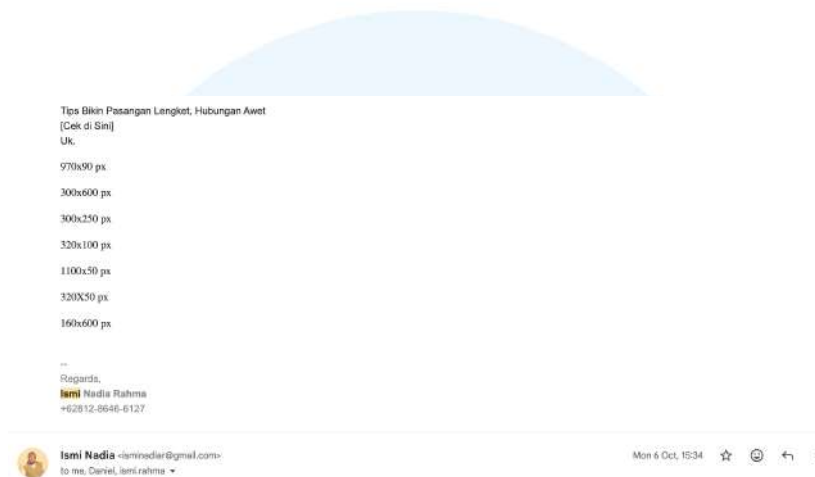 Tips Bikin Pasangan Lengket, Hubungan Awet
[Cek di Sini]
Uk.
970x90 px
300x600 px
300x250 px
320x100 px
1100x50 px
320X50 px
160x600 px
--
Regards,
Ismi Nadia Rahma
+62812-8646-6127
Ismi Nadia <isminadiar@gmail.com> Mon 6 Oct, 15:34
to me, Daniel, ismi.rahma